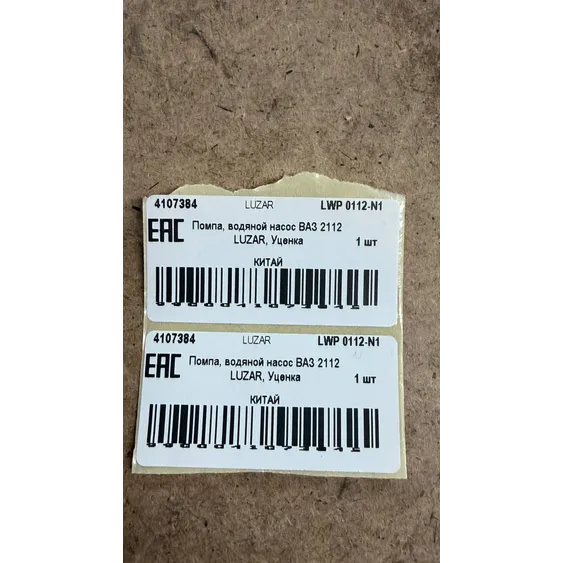 4107384 LUZAR LWP 0112-N1
EAC Помпа, водяной насос ВАЗ 2112
LUZAR, Уценка 1 шт
КИТАЙ
4107384 LUZAR LWP 0112-N1
EAC Помпа, водяной насос ВАЗ 2112
LUZAR, Уценка 1 шт
КИТАЙ